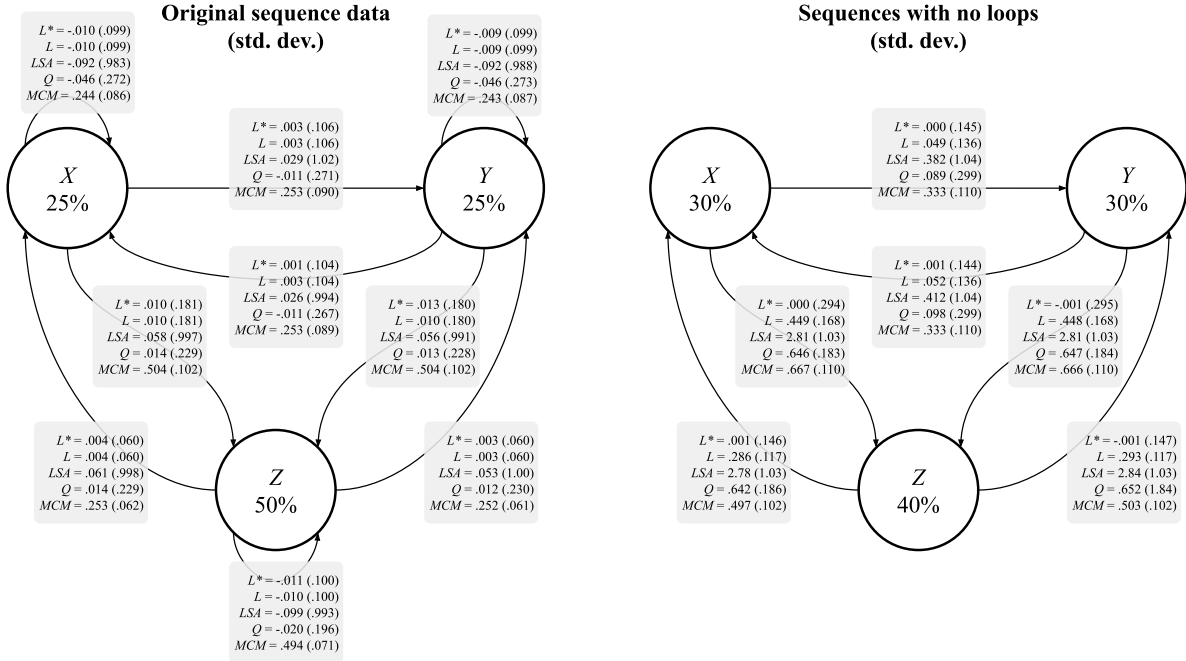 Original sequence data
(std. dev.)
L* = -.010 (.099)
L = -.010 (.099)
LSA = -.092 (.983)
Q = -.046 (.272)
MCM = .244 (.086)
L* = -.009 (.099)
L = -.009 (.099)
LSA = -.092 (.988)
Q = -.046 (.273)
MCM = .243 (.087)
L* = .003 (.106)
L = .003 (.106)
LSA = .029 (1.02)
Q = -.011 (.271)
MCM = .253 (.090)
X
25%
Y
25%
L* = .001 (.104)
L = .003 (.104)
LSA = .026 (.994)
Q = -.011 (.267)
MCM = .253 (.089)
L* = .010 (.181)
L = .010 (.181)
LSA = .058 (.997)
Q = .014 (.229)
MCM = .504 (.102)
L* = .013 (.180)
L = .010 (.180)
LSA = .056 (.991)
Q = .013 (.228)
MCM = .504 (.102)
L* = .004 (.060)
L = .004 (.060)
LSA = .061 (.998)
Q = .014 (.229)
MCM = .253 (.062)
Z
50%
L* = .003 (.060)
L = .003 (.060)
LSA = .053 (1.00)
Q = .012 (.230)
MCM = .252 (.061)
L* = -.011 (.100)
L = -.010 (.100)
LSA = -.099 (.993)
Q = -.020 (.196)
MCM = .494 (.071)
Sequences with no loops
(std. dev.)
L* = .000 (.145)
L = .049 (.136)
LSA = .382 (1.04)
Q = .089 (.299)
MCM = .333 (.110)
X
30%
Y
30%
L* = .001 (.144)
L = .052 (.136)
LSA = .412 (1.04)
Q = .098 (.299)
MCM = .333 (.110)
L* = .000 (.294)
L = .449 (.168)
LSA = 2.81 (1.03)
Q = .646 (.183)
MCM = .667 (.110)
L* = -.001 (.295)
L = .448 (.168)
LSA = 2.81 (1.03)
Q = .647 (.184)
MCM = .666 (.110)
L* = .001 (.146)
L = .286 (.117)
LSA = 2.78 (1.03)
Q = .642 (.186)
MCM = .497 (.102)
Z
40%
L* = -.001 (.147)
L = .293 (.117)
LSA = 2.84 (1.03)
Q = .652 (1.84)
MCM = .503 (.102)